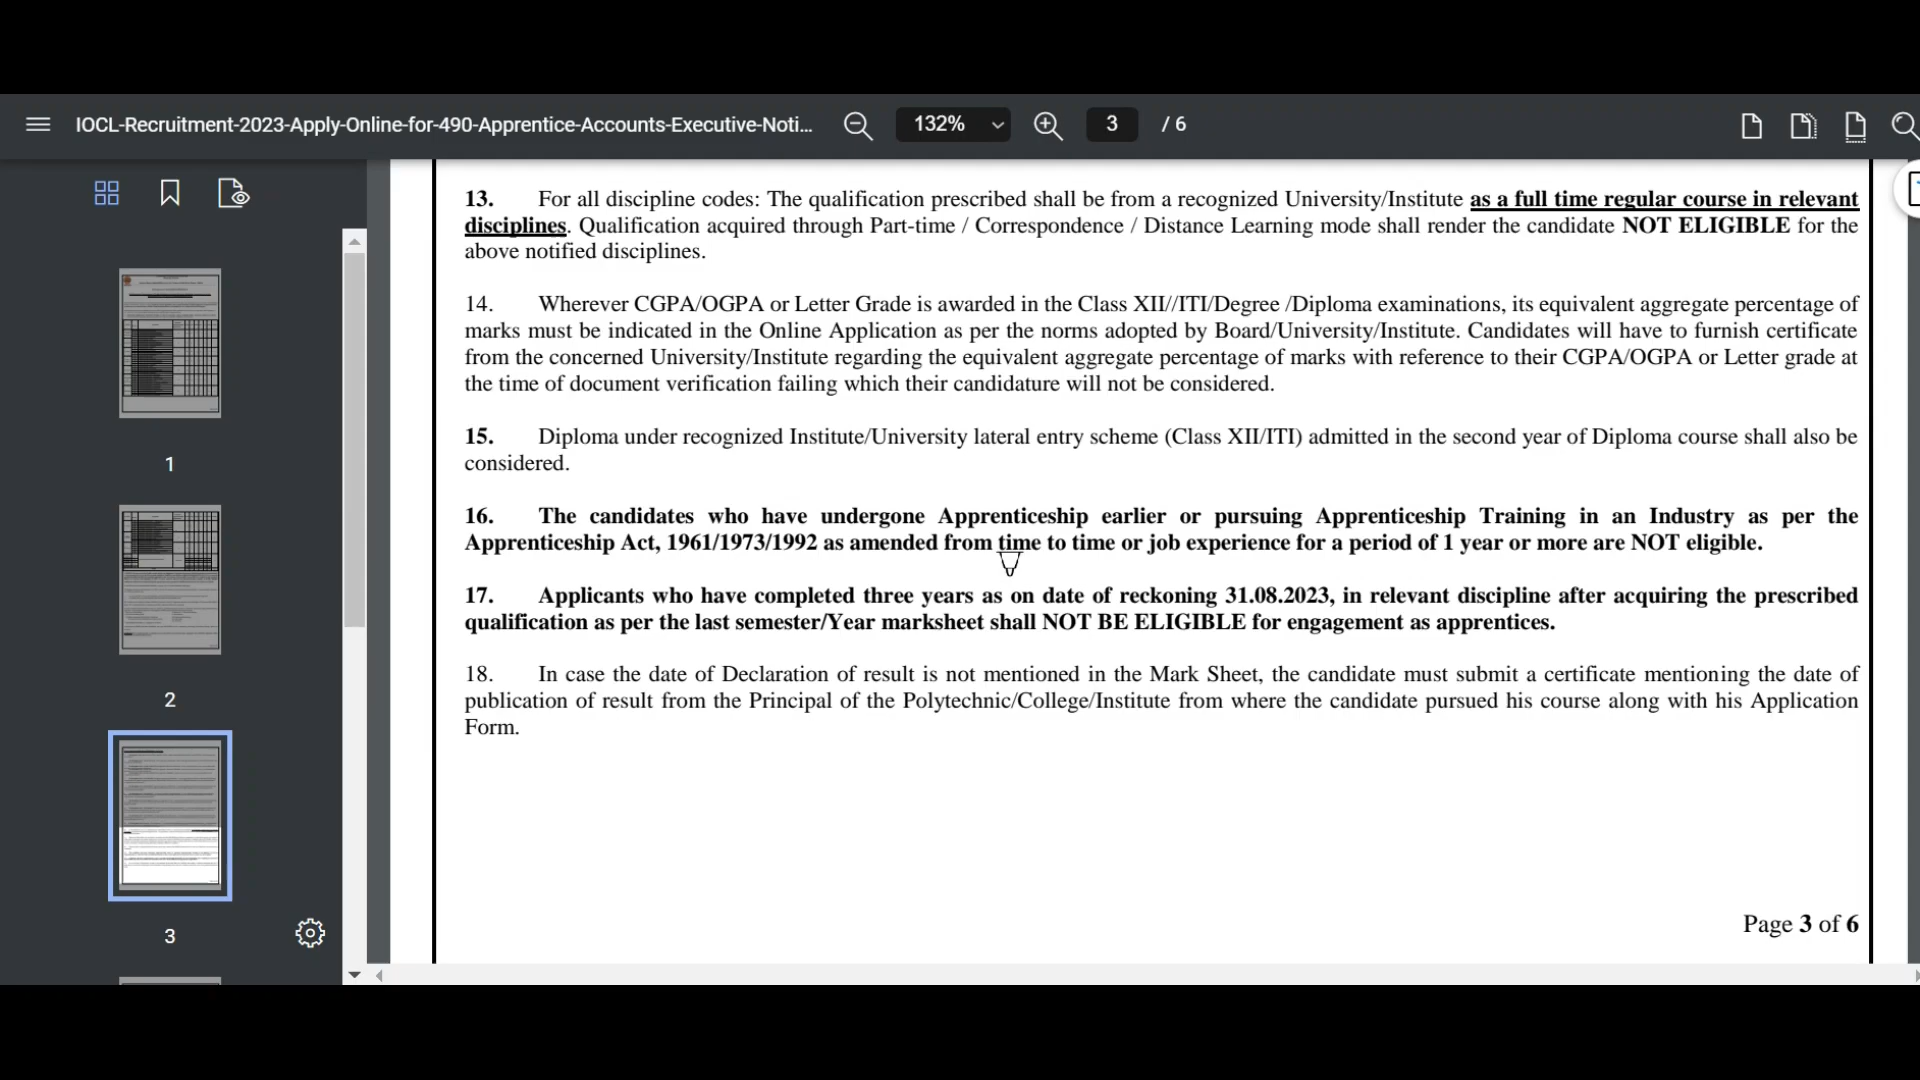 IOCL-Recruitment-2023-Apply-Online-for-490-Apprentice-Accounts-Executive-Noti...
132%
3 / 6
13. For all discipline codes: The qualification prescribed shall be from a recognized University/Institute as a full time regular course in relevant
disciplines. Qualification acquired through Part-time / Correspondence / Distance Learning mode shall render the candidate NOT ELIGIBLE for the
above notified disciplines.
14. Wherever CGPA/OGPA or Letter Grade is awarded in the Class XII//ITI/Degree /Diploma examinations, its equivalent aggregate percentage of
marks must be indicated in the Online Application as per the norms adopted by Board/University/Institute. Candidates will have to furnish certificate
from the concerned University/Institute regarding the equivalent aggregate percentage of marks with reference to their CGPA/OGPA or Letter grade at
the time of document verification failing which their candidature will not be considered.
15. Diploma under recognized Institute/University lateral entry scheme (Class XII/ITI) admitted in the second year of Diploma course shall also be
considered.
16. The candidates who have undergone Apprenticeship earlier or pursuing Apprenticeship Training in an Industry as per the
Apprenticeship Act, 1961/1973/1992 as amended from time to time or job experience for a period of 1 year or more are NOT eligible.
17. Applicants who have completed three years as on date of reckoning 31.08.2023, in relevant discipline after acquiring the prescribed
qualification as per the last semester/Year marksheet shall NOT BE ELIGIBLE for engagement as apprentices.
18. In case the date of Declaration of result is not mentioned in the Mark Sheet, the candidate must submit a certificate mentioning the date of
publication of result from the Principal of the Polytechnic/College/Institute from where the candidate pursued his course along with his Application
Form.
Page 3 of 6
1
2
3